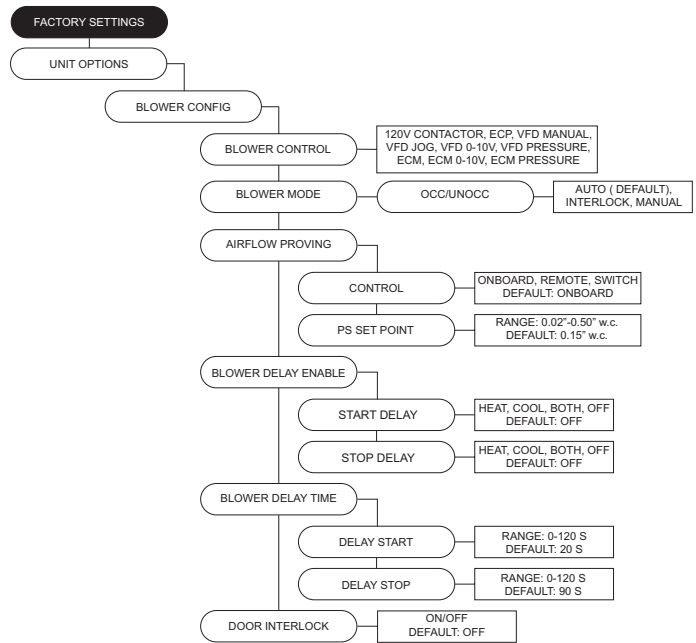 FACTORY SETTINGS
UNIT OPTIONS
BLOWER CONFIG
BLOWER CONTROL
120V CONTACTOR, ECP, VFD MANUAL,
VFD JOG, VFD 0-10V, VFD PRESSURE,
ECM, ECM 0-10V, ECM PRESSURE
BLOWER MODE
OCC/UNOCC
AUTO ( DEFAULT),
INTERLOCK, MANUAL
AIRFLOW PROVING
CONTROL
ONBOARD, REMOTE, SWITCH
DEFAULT: ONBOARD
PS SET POINT
RANGE: 0.02”-0.50” w.c.
DEFAULT: 0.15” w.c.
BLOWER DELAY ENABLE
START DELAY
HEAT, COOL, BOTH, OFF
DEFAULT: OFF
STOP DELAY
HEAT, COOL, BOTH, OFF
DEFAULT: OFF
BLOWER DELAY TIME
DELAY START
RANGE: 0-120 S
DEFAULT: 20 S
DELAY STOP
RANGE: 0-120 S
DEFAULT: 90 S
DOOR INTERLOCK
ON/OFF
DEFAULT: OFF